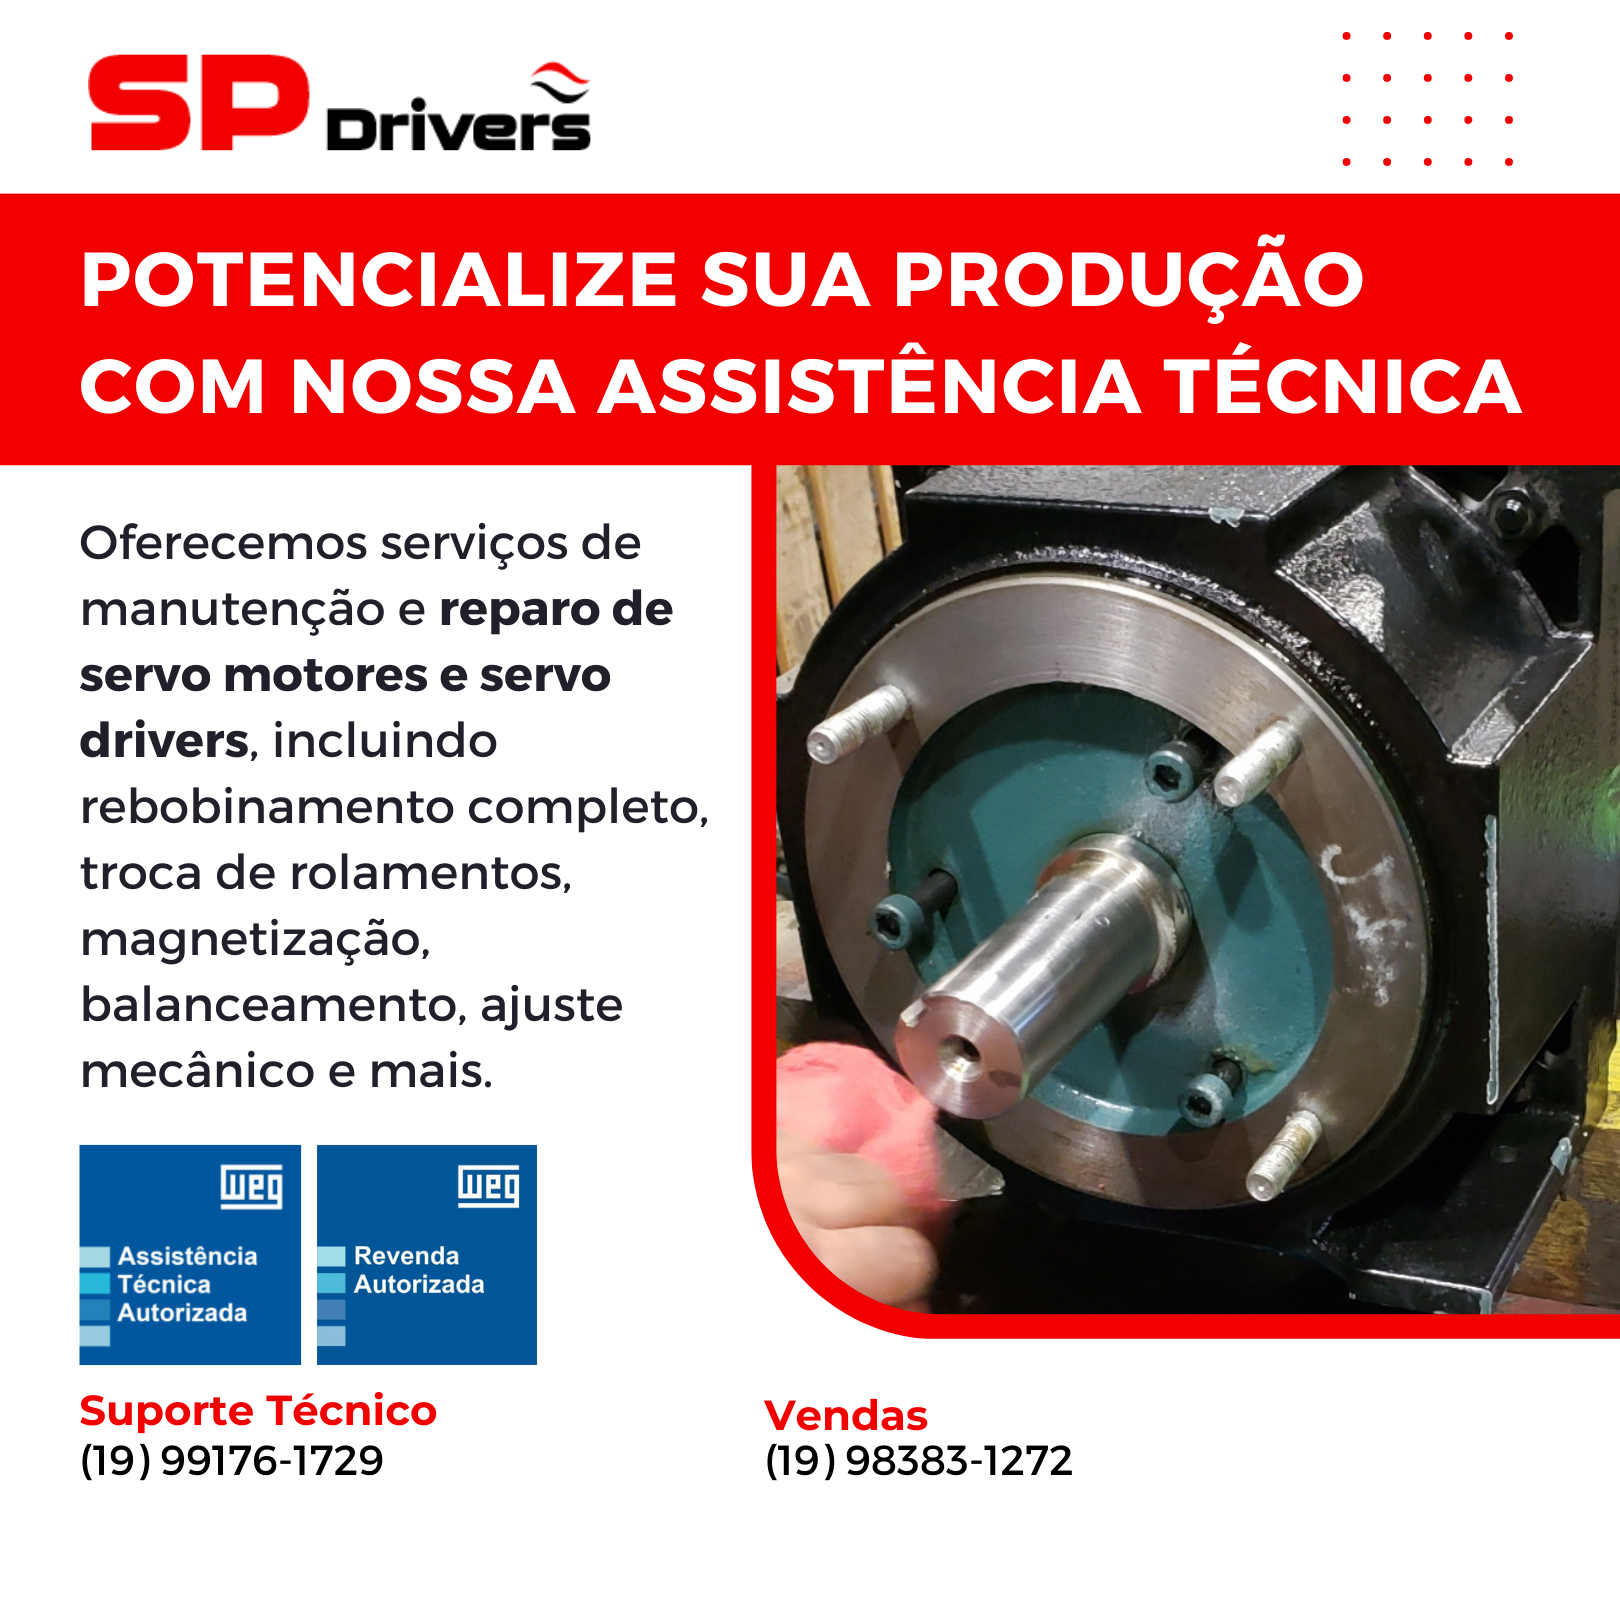 SP Drivers
POTENCIALIZE SUA PRODUÇÃO
COM NOSSA ASSISTÊNCIA TÉCNICA
Oferecemos serviços de
manutenção e reparo de
servo motores e servo
drivers, incluindo
rebobinamento completo,
troca de rolamentos,
magnetização,
balanceamento, ajuste
mecânico e mais.
weg
Assistência
Técnica
Autorizada
weg
Revenda
Autorizada
Suporte Técnico
(19) 99176-1729
Vendas
(19) 98383-1272